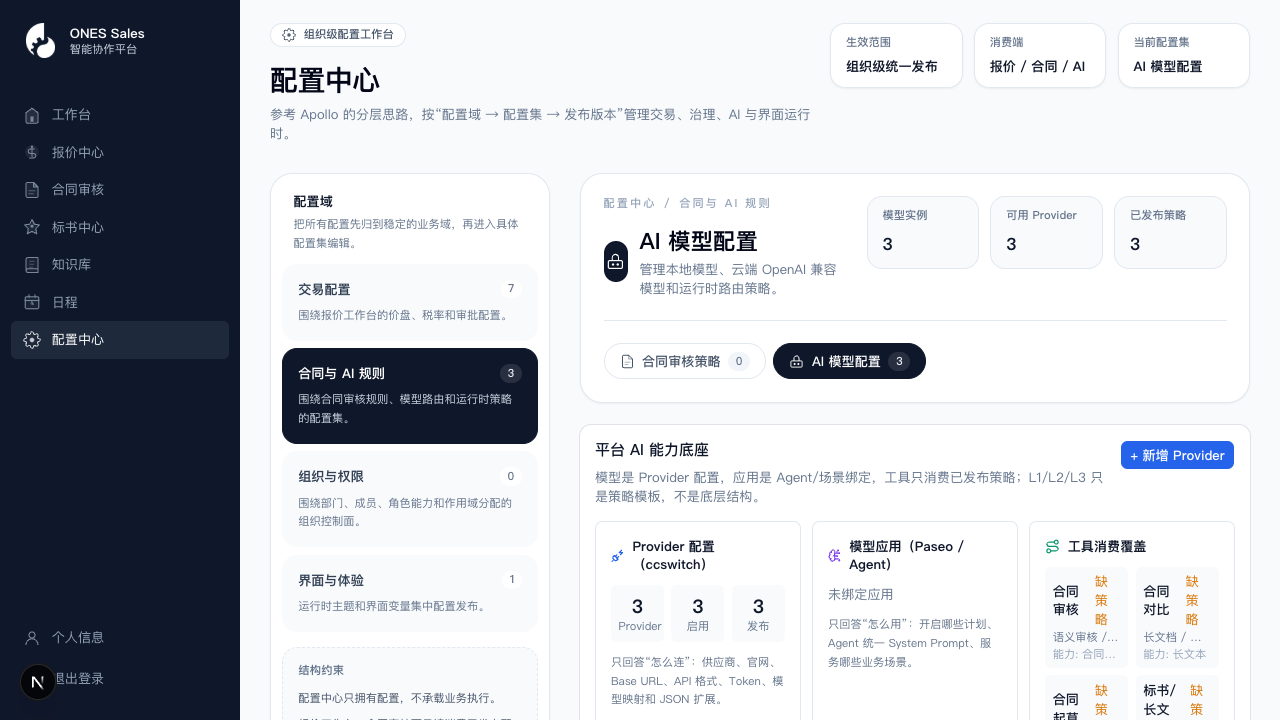 ONES Sales
智能协作平台
工作台
报价中心
合同审核
标书中心
知识库
日程
配置中心
个人信息
退出登录
N
组织级配置工作台
配置中心
参考 Apollo 的分层思路，按“配置域 → 配置集 → 发布版本”管理交易、治理、AI 与界面运行
时。
生效范围
组织级统一发布
消费端
报价 / 合同 / AI
当前配置集
AI 模型配置
配置域
把所有配置先归到稳定的业务域，再进入具体
配置集编辑。
交易配置
7
围绕报价工作台的价盘、税率和审批配置。
合同与 AI 规则
3
围绕合同审核规则、模型路由和运行时策略
的配置集。
组织与权限
0
围绕部门、成员、角色能力和作用域分配的
组织控制面。
界面与体验
1
运行时主题和界面变量集中配置发布。
结构约束
配置中心只拥有配置，不承载业务执行。
配置中心 / 合同与 AI 规则
AI 模型配置
管理本地模型、云端 OpenAI 兼容
模型和运行时路由策略。
模型实例
3
可用 Provider
3
已发布策略
3
合同审核策略 0
AI 模型配置 3
平台 AI 能力底座
模型是 Provider 配置，应用是 Agent/场景绑定，工具只消费已发布策略；L1/L2/L3 只
是策略模板，不是底层结构。
+ 新增 Provider
Provider 配置
（ccswitch）
3
Provider
3
启用
3
发布
只回答“怎么连”：供应商、官网、
Base URL、API 格式、Token、模
型映射和 JSON 扩展。
模型应用（Paseo /
Agent）
未绑定应用
只回答“怎么用”：开启哪些计划、
Agent 统一 System Prompt、服
务哪些业务场景。
工具消费覆盖
合同
审核
缺
策
略
语义审核 /...
能力: 合同...
合同
对比
缺
策
略
长文档 / ...
能力: 长文本
合同
起草
缺
策
标书/
长文
缺
策